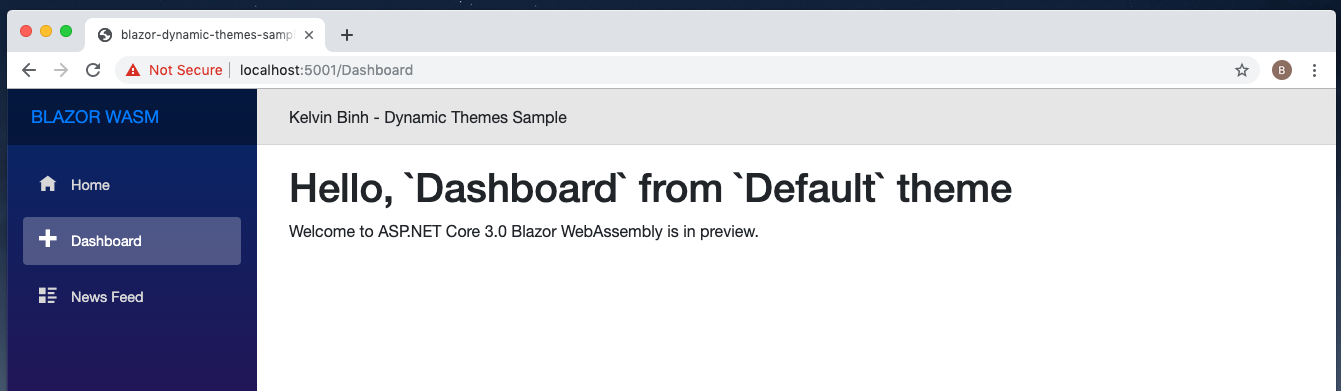 blazor-dynamic-themes-samp
Not Secure
localhost:5001/Dashboard
B
BLAZOR WASM
Kelvin Binh - Dynamic Themes Sample
Home
Dashboard
News Feed
Hello, `Dashboard` from `Default` theme
Welcome to ASP.NET Core 3.0 Blazor WebAssembly is in preview.